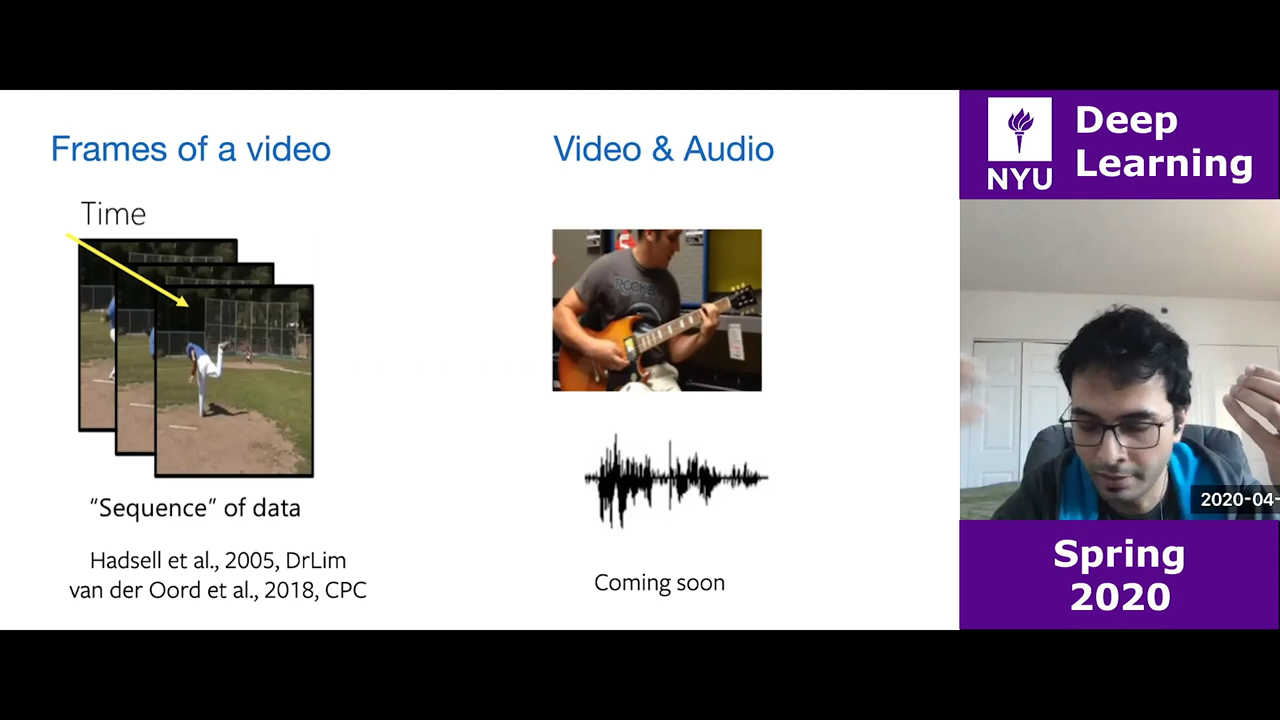 Frames of a video
Video & Audio
Time
“Sequence” of data
Hadsell et al., 2005, DrLim
van der Oord et al., 2018, CPC
Coming soon
NYU
Deep
Learning
2020-04-
Spring
2020